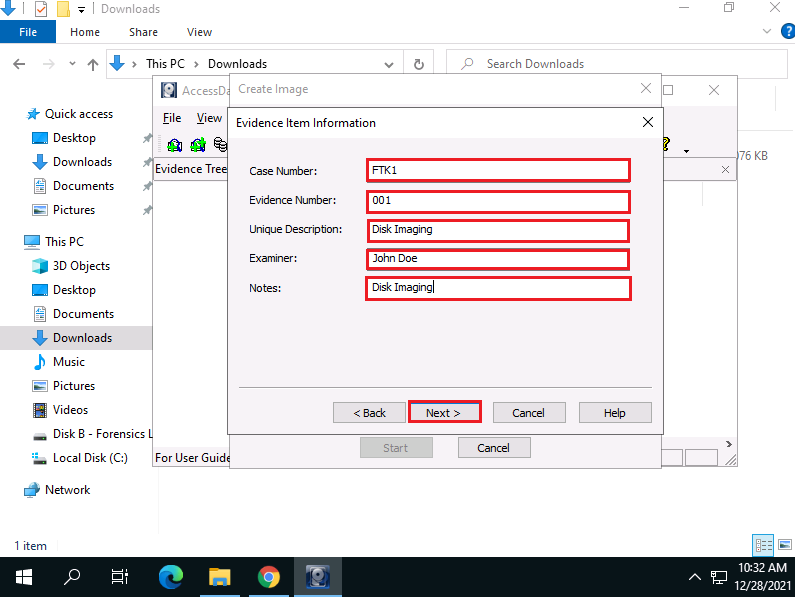 Downloads
File Home Share View
This PC Downloads
Search Downloads
Quick access
Desktop
Downloads
Documents
Pictures
This PC
3D Objects
Desktop
Documents
Downloads
Music
Pictures
Videos
Disk B - Forensics L
Local Disk (C:)
Network
1 item
76 KB
AccessDa
File View
Evidence Tree
For User Guide
Create Image
Evidence Item Information
Case Number: FTK1
Evidence Number: 001
Unique Description: Disk Imaging
Examiner: John Doe
Notes: Disk Imaging
< Back Next > Cancel Help
Start Cancel
10:32 AM
12/28/2021